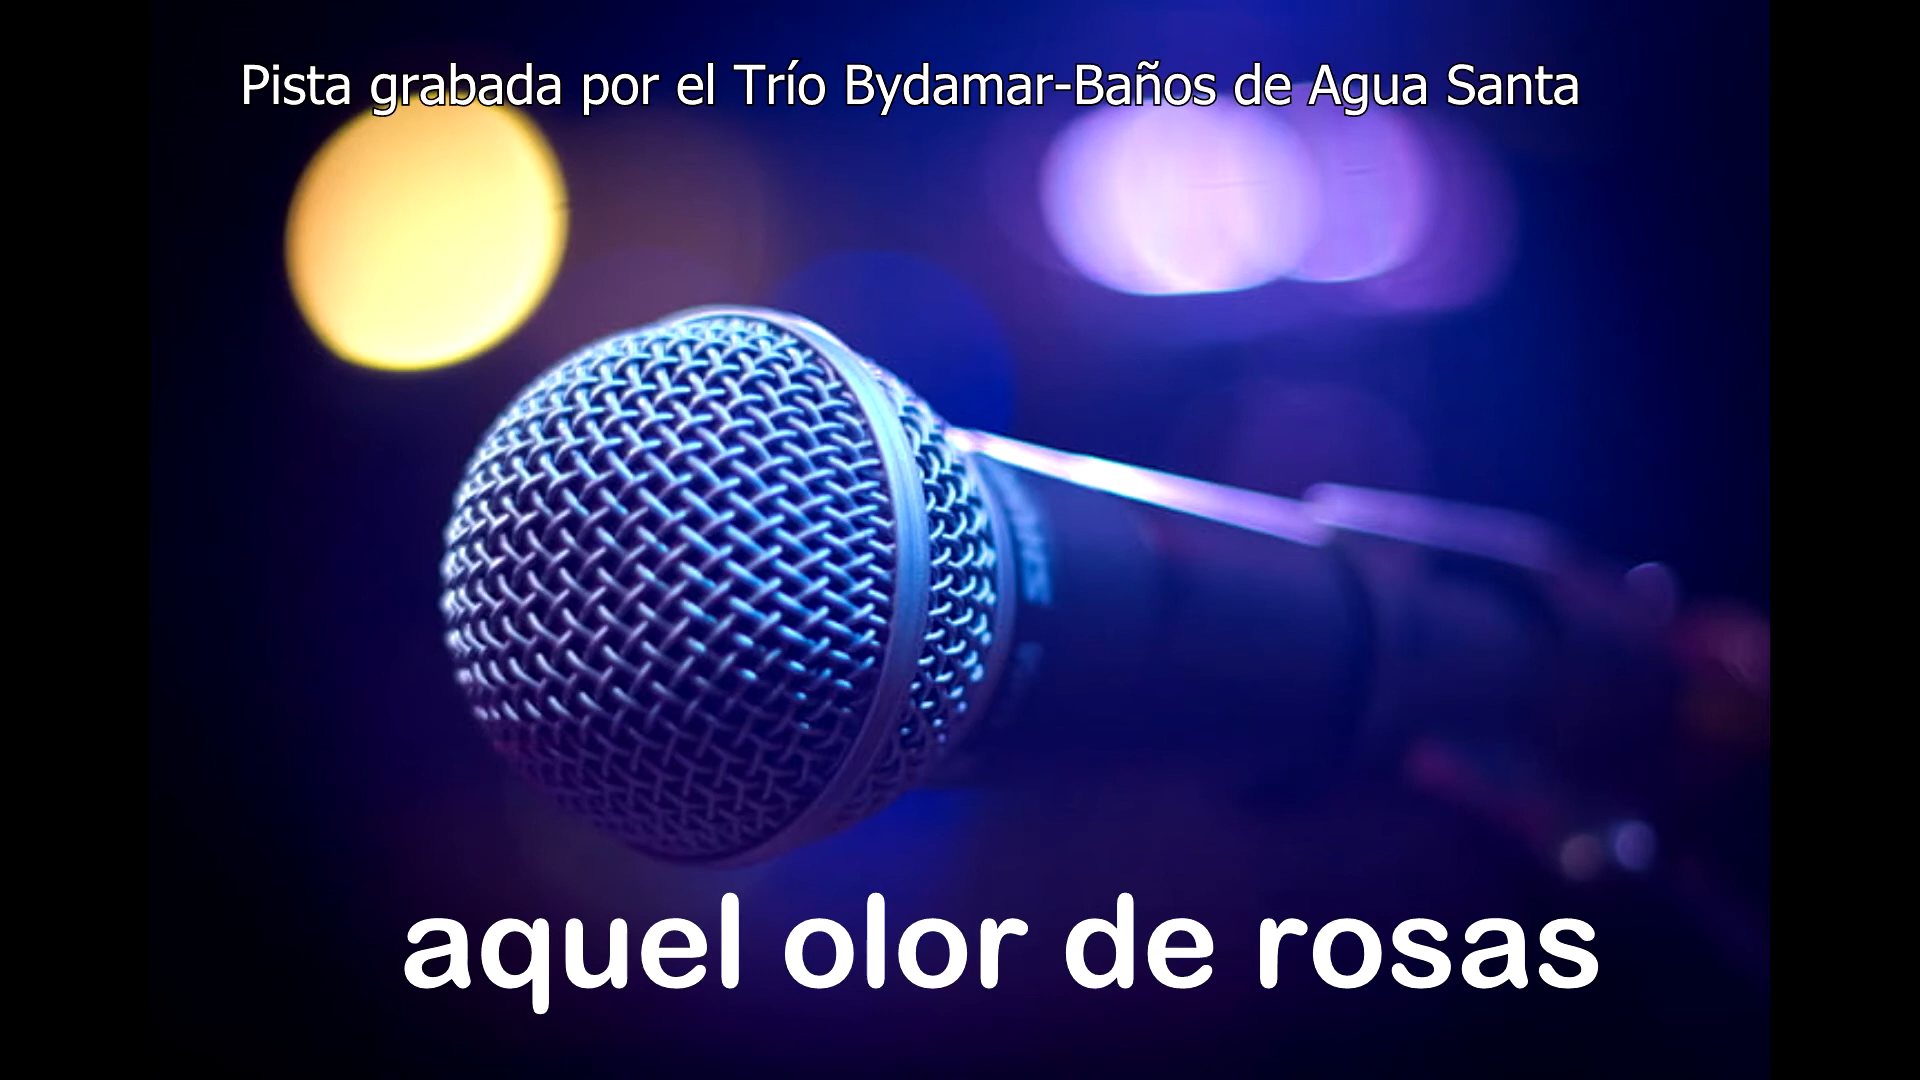 Pista grabada por el Trío Bydamar-Baños de Agua Santa
aquel olor de rosas